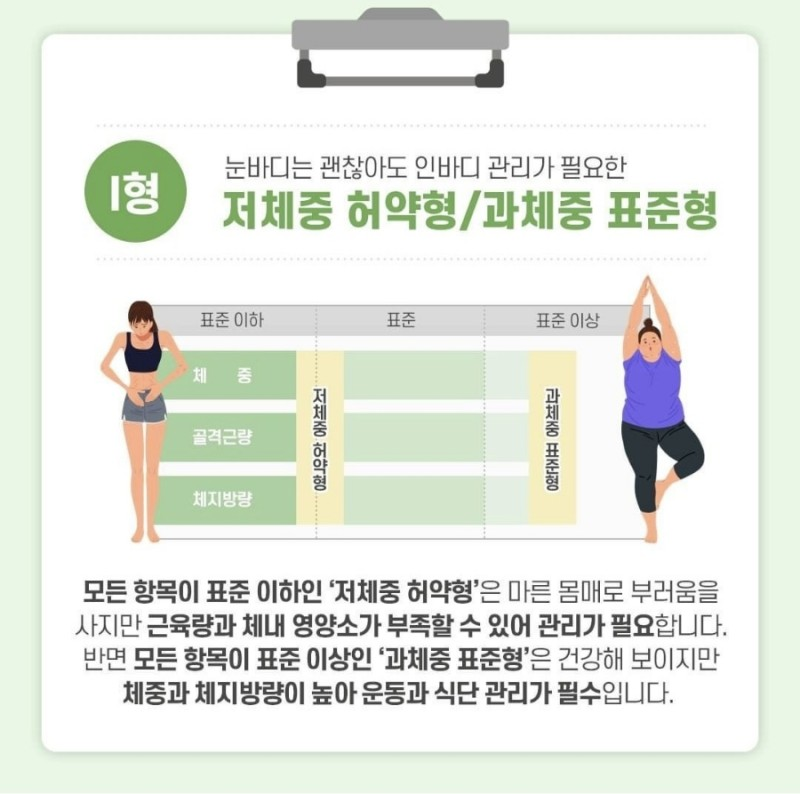 I형
눈바디는 괜찮아도 인바디 관리가 필요한
저체중 허약형/과체중 표준형
표준 이하
표준
표준 이상
체 중
골격근량
체지방량
저체중 허약형
과체중 표준형
모든 항목이 표준 이하인 ‘저체중 허약형’은 마른 몸매로 부러움을
사지만 근육량과 체내 영양소가 부족할 수 있어 관리가 필요합니다.
반면 모든 항목이 표준 이상인 ‘과체중 표준형’은 건강해 보이지만
체중과 체지방량이 높아 운동과 식단 관리가 필수입니다.